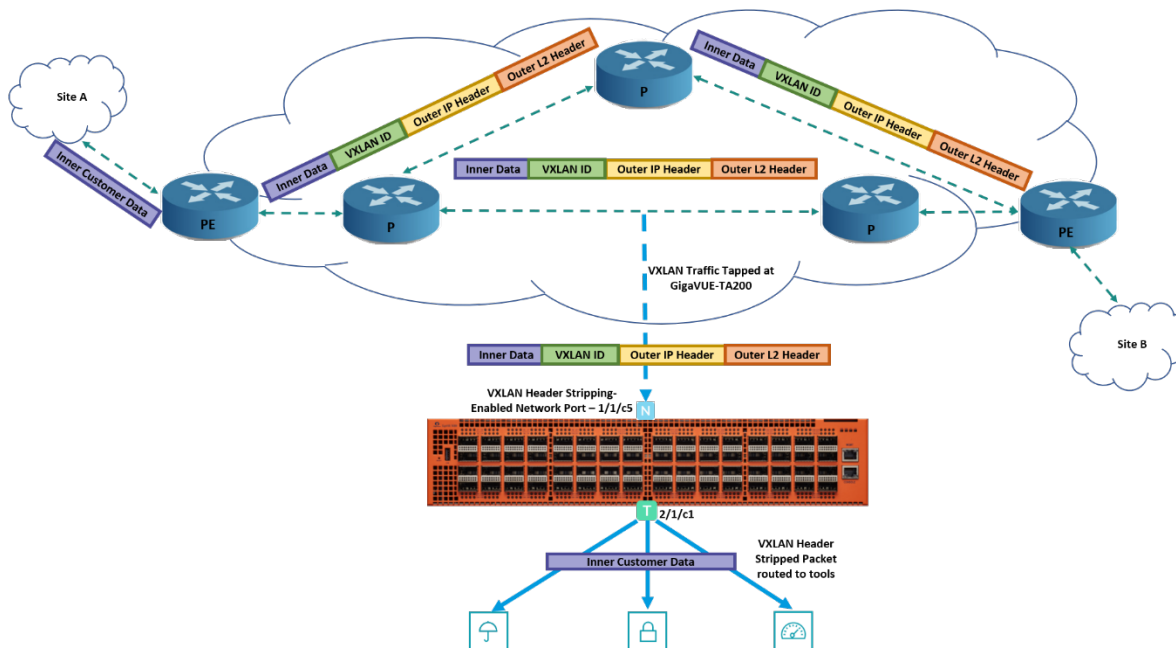 Site A
Inner Customer Data
PE
Inner Data
VXLAN ID
Outer IP Header
Outer L2 Header
P
Inner Data
VXLAN ID
Outer IP Header
Outer L2 Header
Inner Data
VXLAN ID
Outer IP Header
Outer L2 Header
P
P
PE
VXLAN Traffic Tapped at
GigaVUE-TA200
Site B
Inner Data
VXLAN ID
Outer IP Header
Outer L2 Header
VXLAN Header Stripping-
Enabled Network Port – 1/1/c5
N
T
2/1/c1
Inner Customer Data
VXLAN Header
Stripped Packet
routed to tools